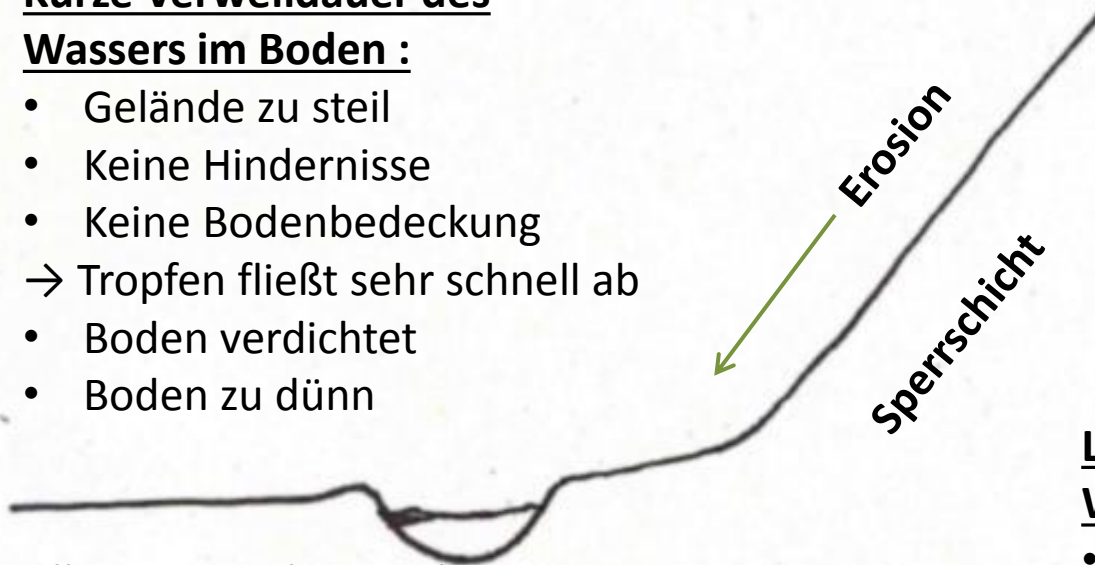 Wassers im Boden :
• Gelände zu steil
• Keine Hindernisse
• Keine Bodenbedeckung
→ Tropfen fließt sehr schnell ab
• Boden verdichtet
• Boden zu dünn
Erosion
Sperrschicht